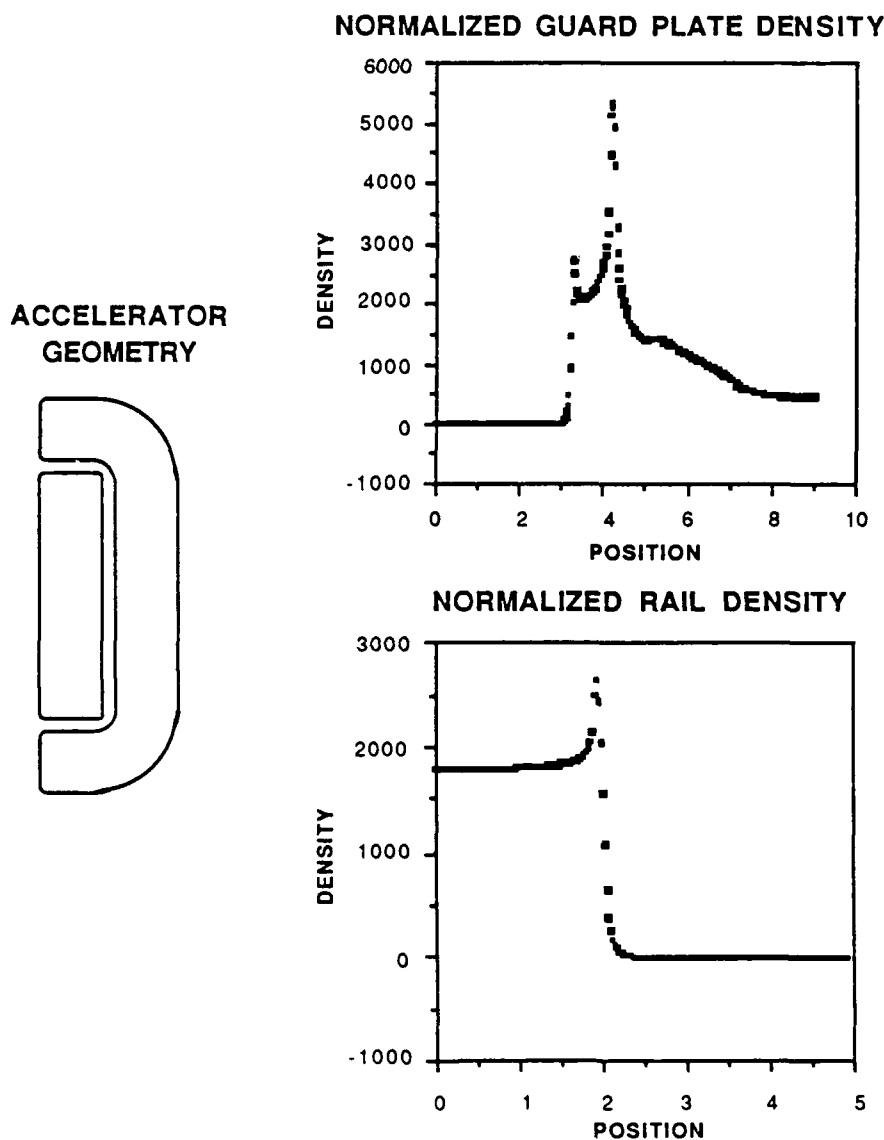 NORMALIZED GUARD PLATE DENSITY
6000
5000
4000
3000
2000
1000
0
-1000
DENSITY
0 2 4 6 8 10
POSITION
ACCELERATOR
GEOMETRY
NORMALIZED RAIL DENSITY
3000
2000
1000
0
-1000
DENSITY
0 1 2 3 4 5
POSITION